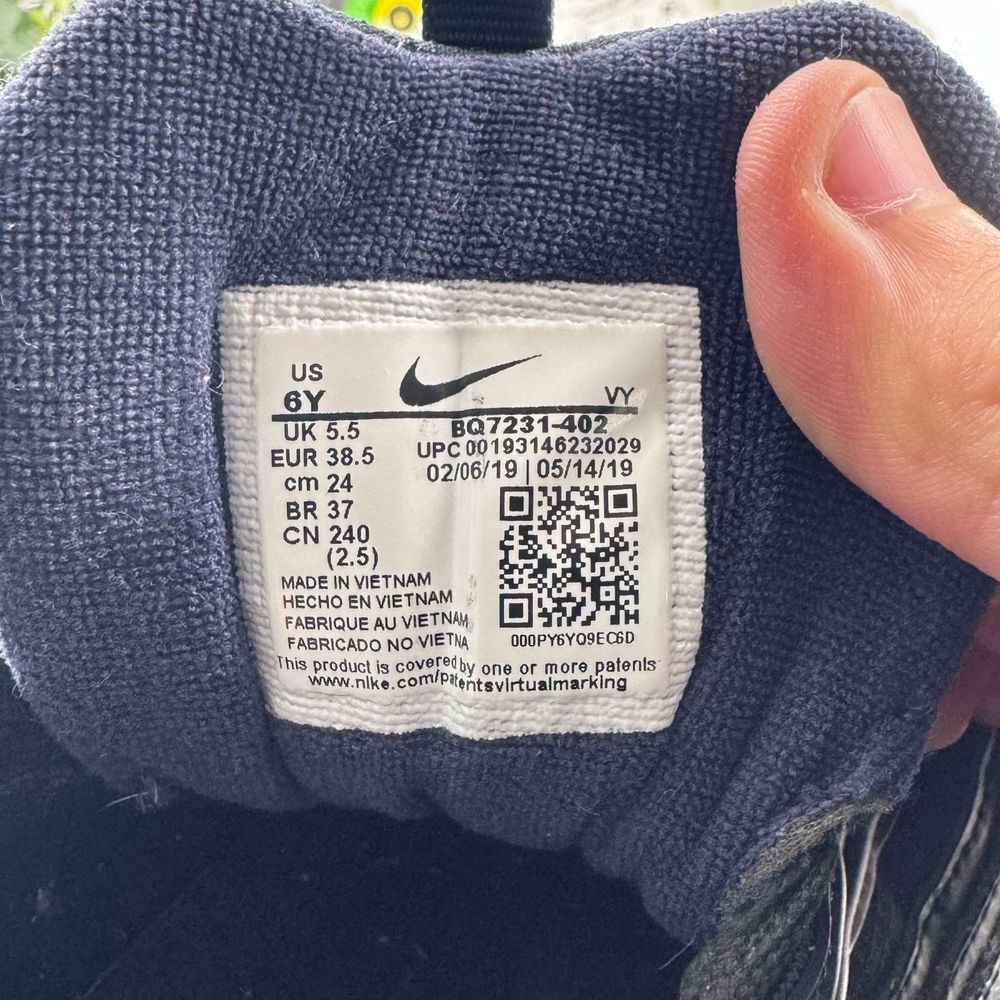 US
6Y VY
UK 5.5 BQ7231-402
EUR 38.5 UPC 00193146232029
cm 24 02/06/19 | 05/14/19
BR 37
CN 240
(2.5)
MADE IN VIETNAM
HECHO EN VIETNAM
FABRIQUE AU VIETNAM
FABRICADO NO VIETNA
000PY6YO9EC6D
This product is covered by one or more patents
www.nike.com/patentsvirtualmarking